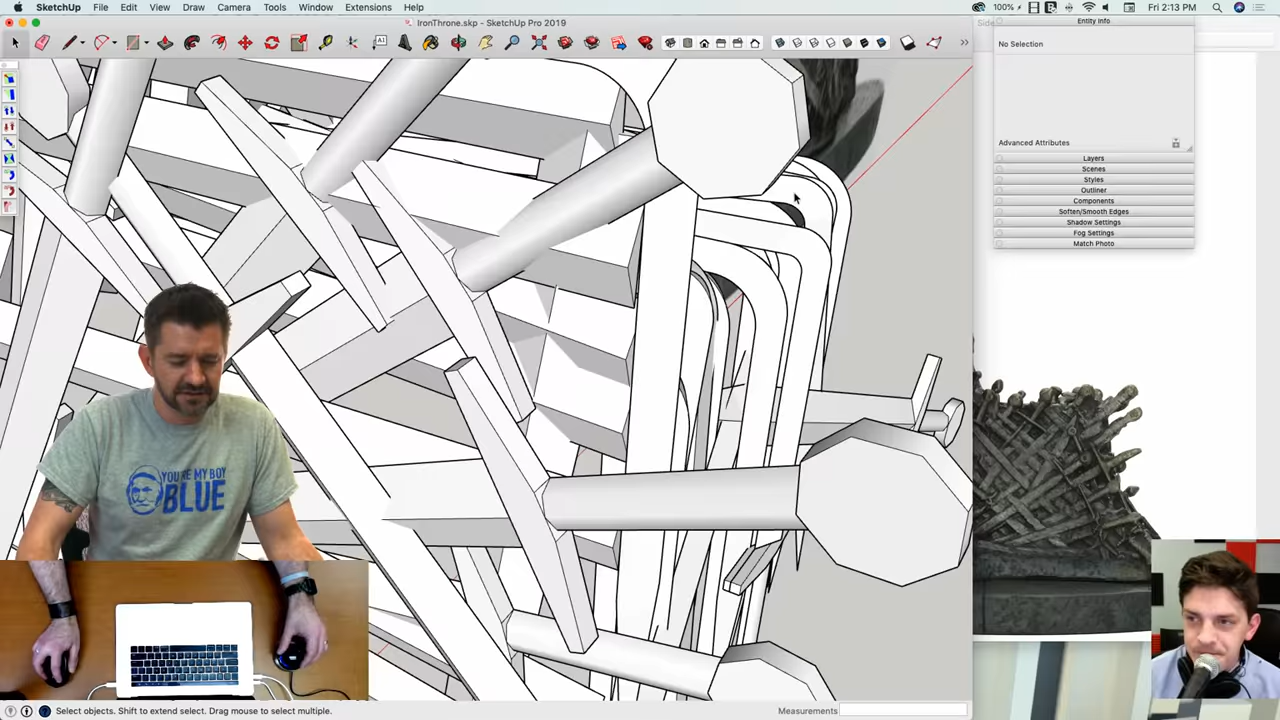 SketchUp File Edit View Draw Camera Tools Window Extensions Help
100% Fri 2:13 PM
IronThrone.skp - SketchUp Pro 2019
Entity Info
No Selection
Advanced Attributes
Layers
Scenes
Styles
Outliner
Components
Soften/Smooth Edges
Shadow Settings
Fog Settings
Match Photo
YOU'RE MY BOY
BLUE
Select objects. Shift to extend select. Drag mouse to select multiple.
Measurements